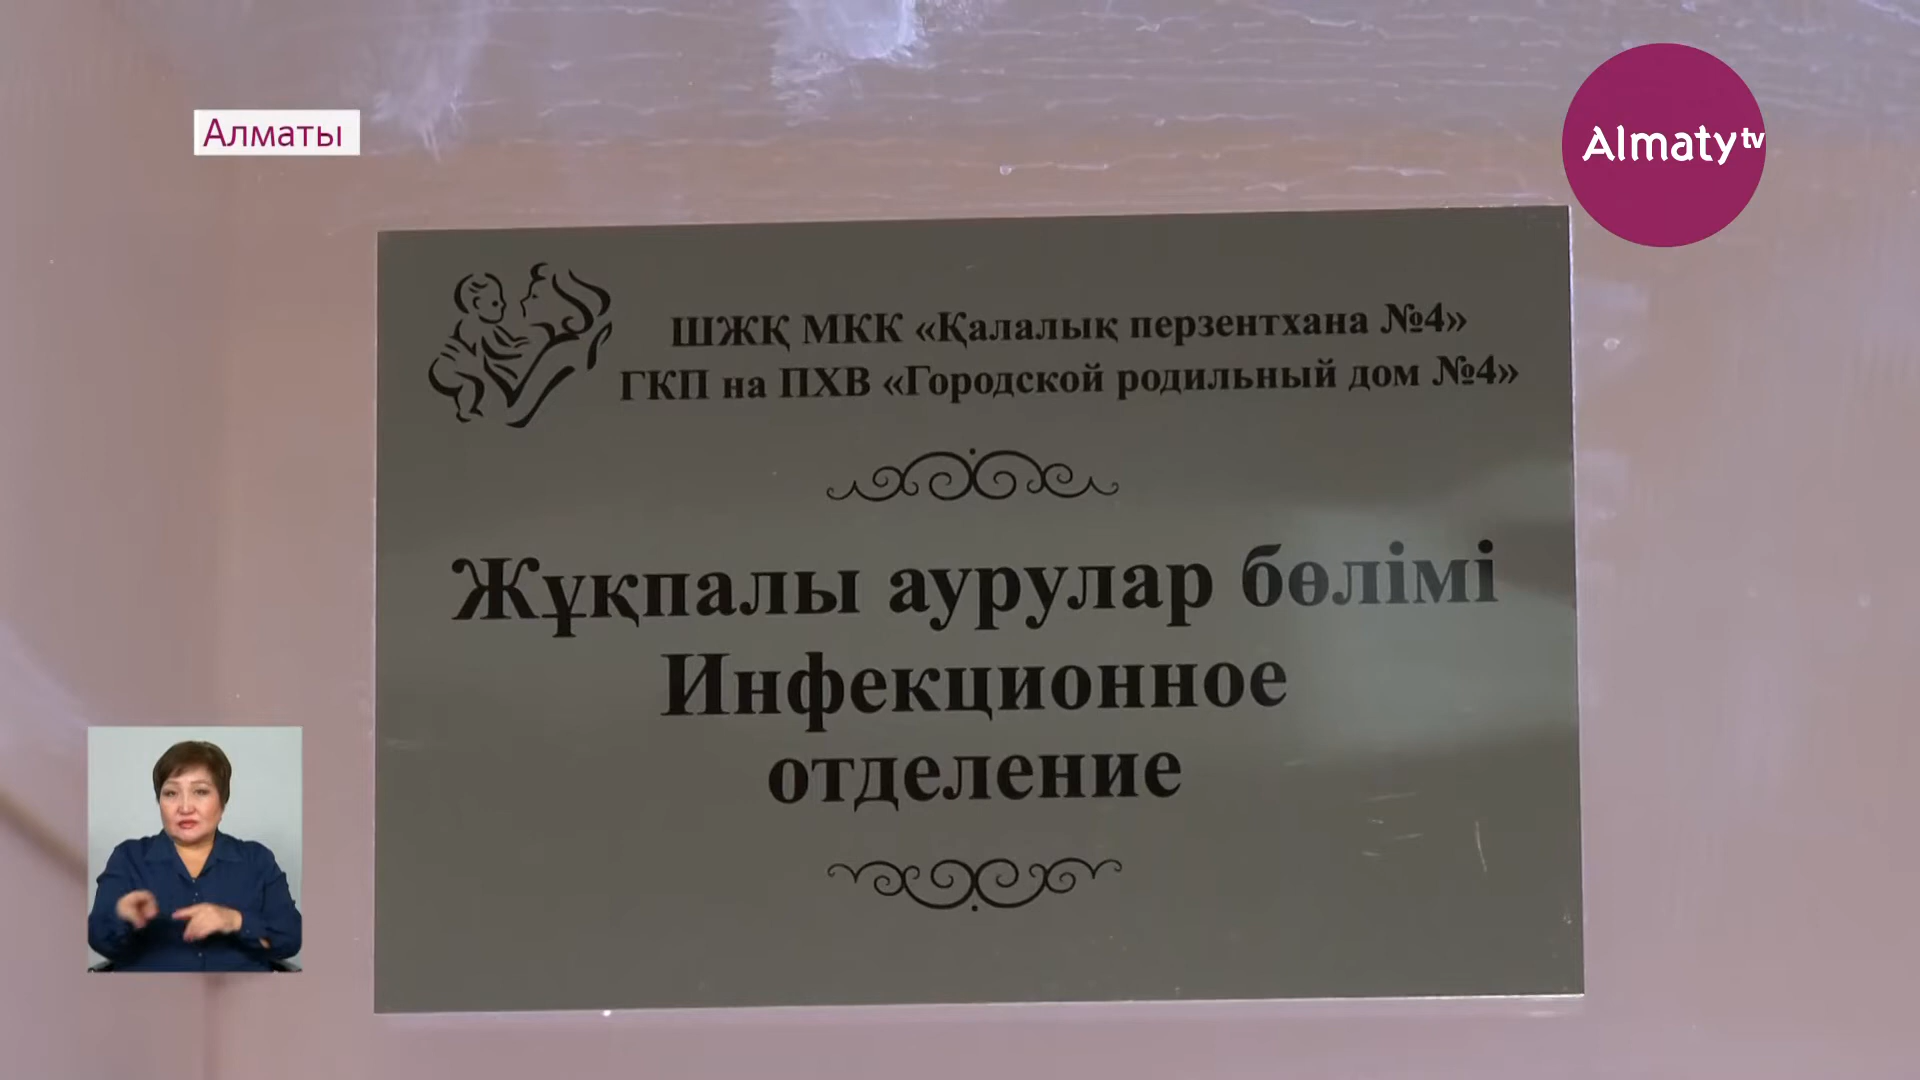 Алматы
Almaty tv
ШЖҚ МКК «Қалалық перзентхана №4»
ГКП на ПХВ «Городской родильный дом №4»
Жұқпалы аурулар бөлімі
Инфекционное
отделение